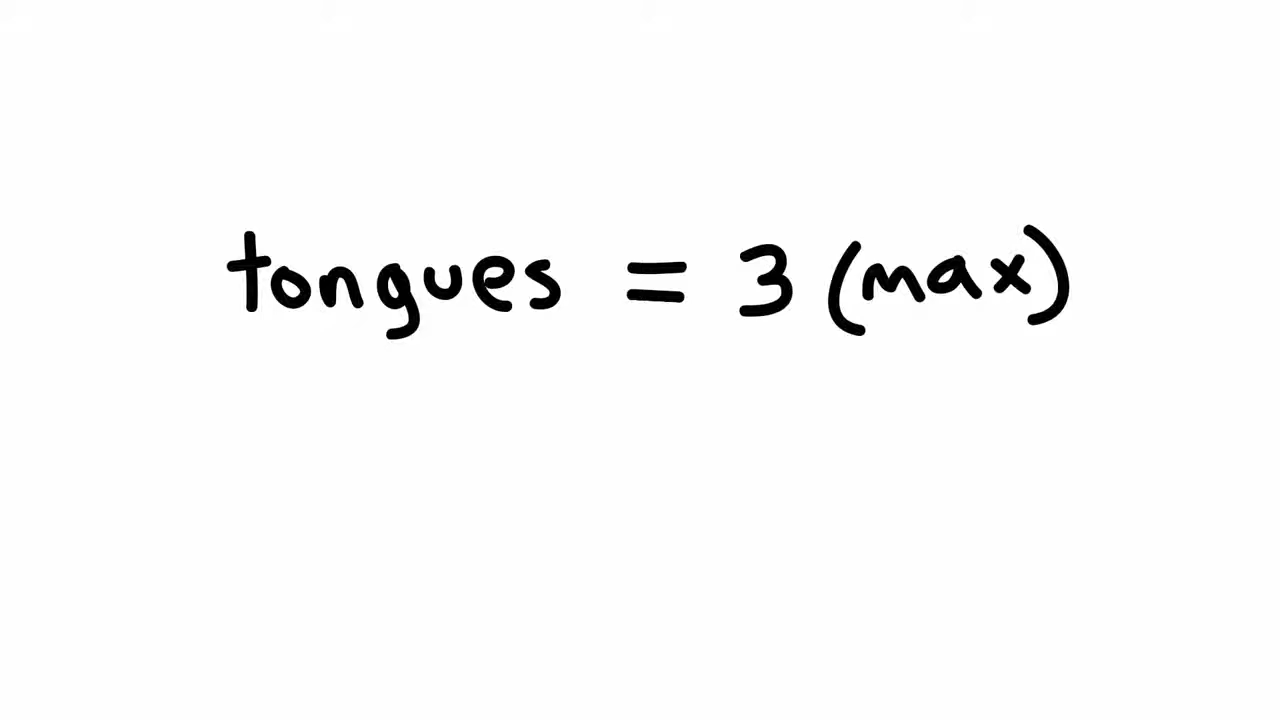 tongues = 3 (max)